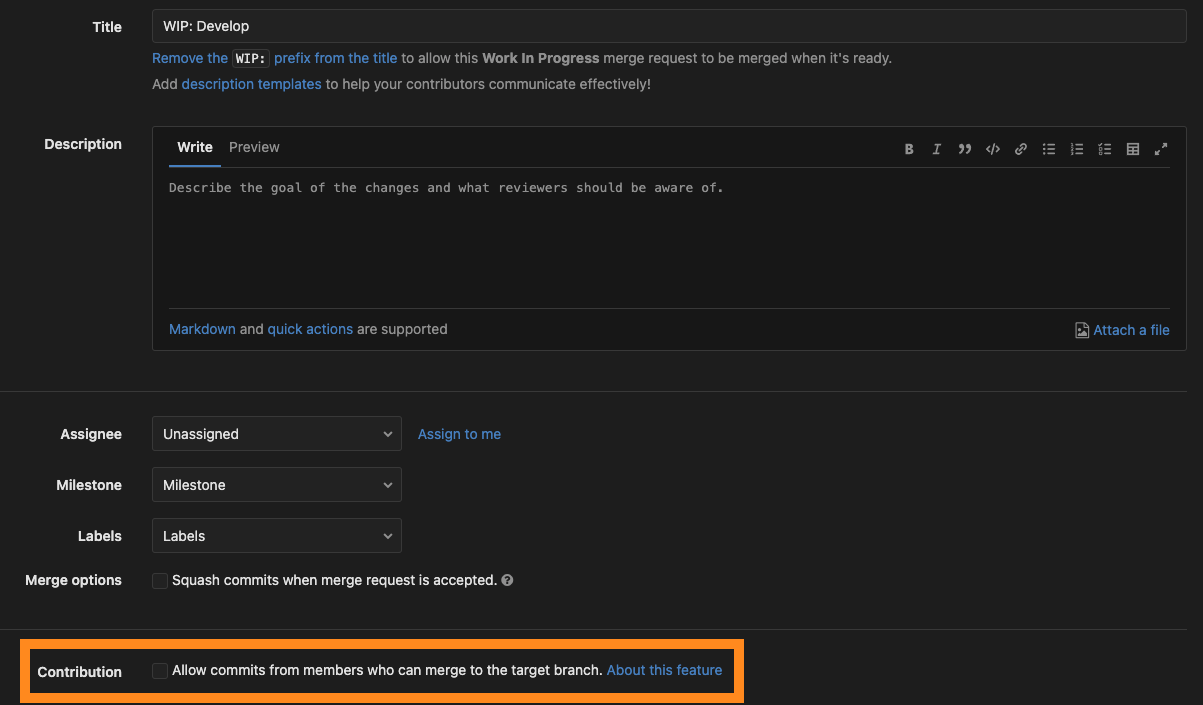 Title
WIP: Develop
Remove the WIP: prefix from the title to allow this Work In Progress merge request to be merged when it's ready.
Add description templates to help your contributors communicate effectively!
Description
Write Preview
Describe the goal of the changes and what reviewers should be aware of.
Markdown and quick actions are supported
Attach a file
Assignee
Unassigned
Assign to me
Milestone
Milestone
Labels
Labels
Merge options
Squash commits when merge request is accepted.
Contribution
Allow commits from members who can merge to the target branch. About this feature